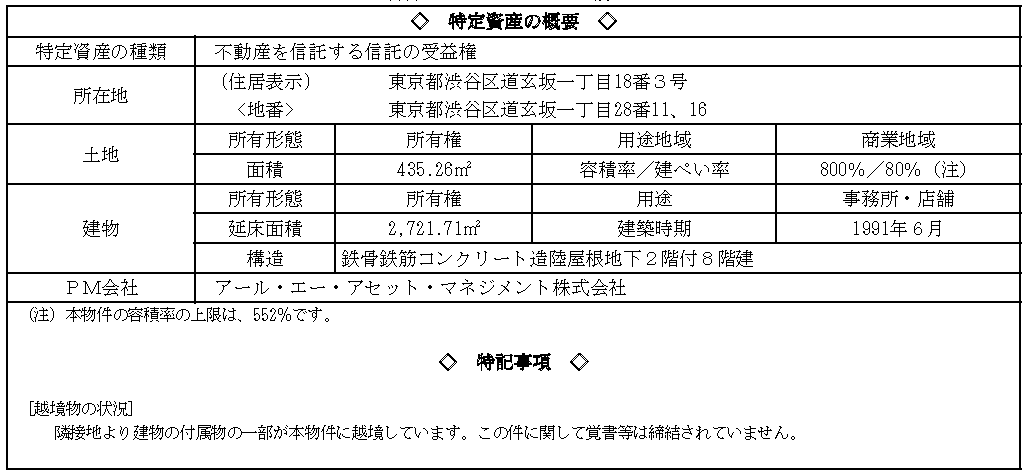 ◇ 特定資産の概要 ◇
特定資産の種類 不動産を信託する信託の受益権
所在地 (住居表示) 東京都渋谷区道玄坂一丁目18番3号
<地番> 東京都渋谷区道玄坂一丁目28番11、16
土地 所有形態 所有権 用途地域 商業地域
面積 435.26㎡ 容積率/建ぺい率 800%/80%(注)
建物 所有形態 所有権 用途 事務所・店舗
延床面積 2,721.71㎡ 建築時期 1991年6月
構造 鉄骨鉄筋コンクリート造陸屋根地下2階付8階建
PM会社 アール・エー・アセット・マネジメント株式会社
(注) 本物件の容積率の上限は、552%です。
◇ 特記事項 ◇
[越境物の状況]
隣接地より建物の付属物の一部が本物件に越境しています。この件に関して覚書等は締結されていません。